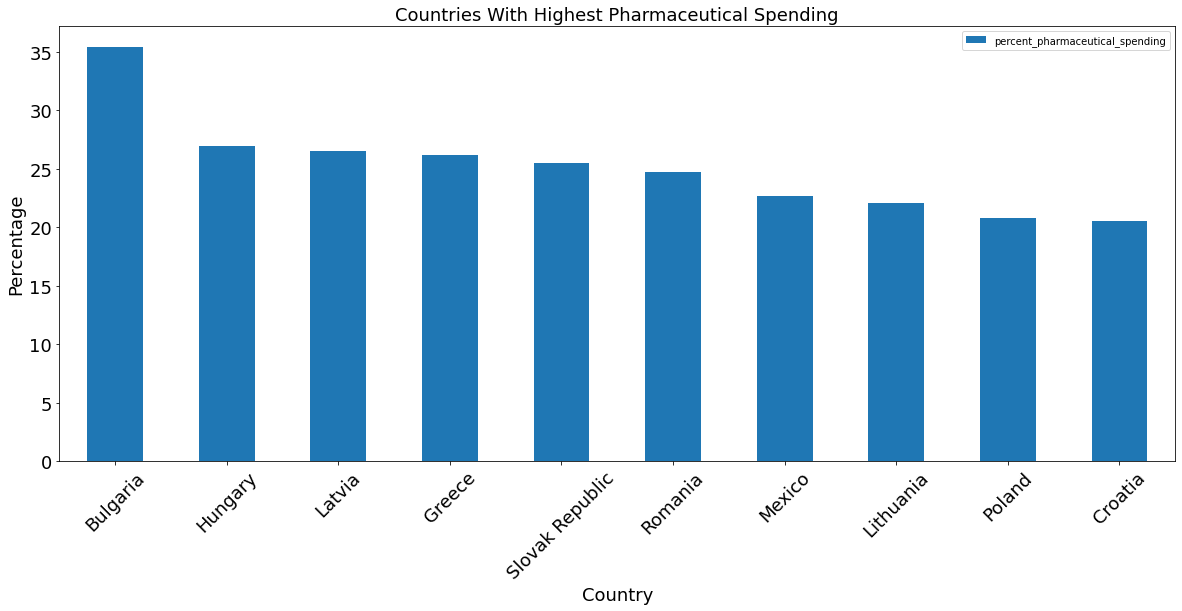 Countries With Highest Pharmaceutical Spending
percent_pharmaceutical_spending
Percentage
35
30
25
20
15
10
5
0
Bulgaria
Hungary
Latvia
Greece
Slovak Republic
Romania
Mexico
Lithuania
Poland
Croatia
Country